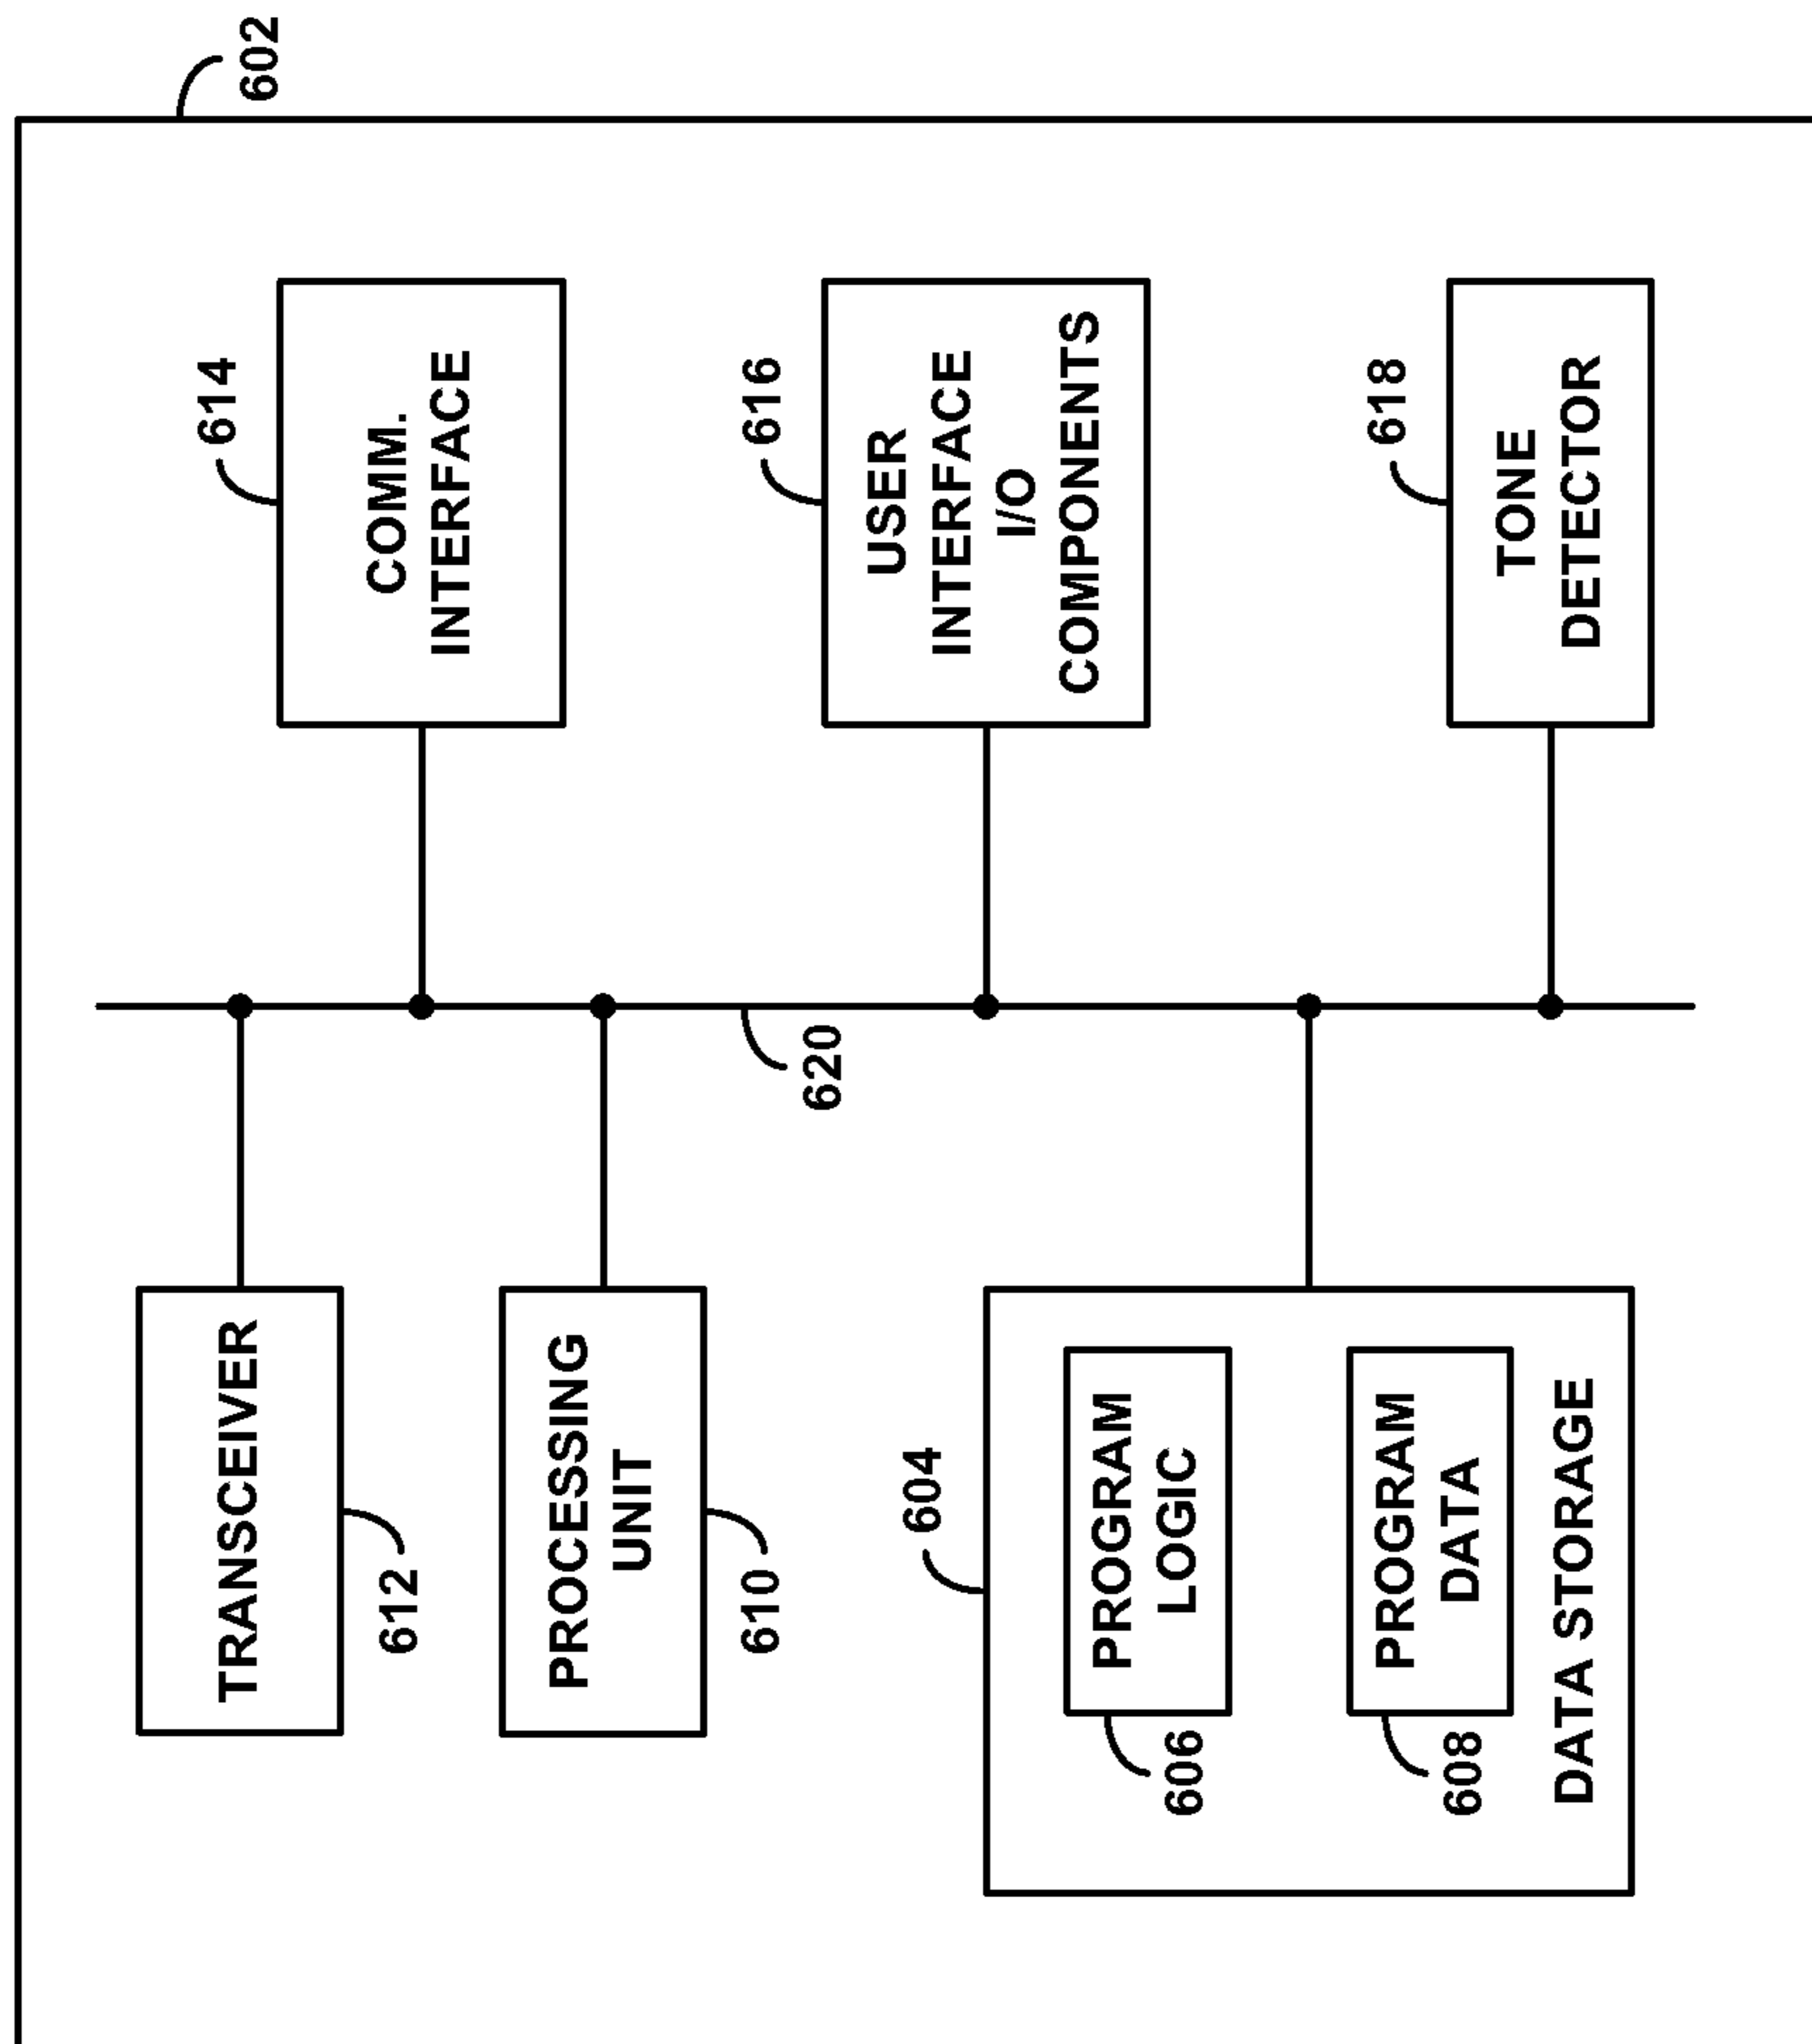 602
TRANSCEIVER
612
614
COMM.
INTERFACE
PROCESSING
UNIT
610
620
616
USER
INTERFACE
I/O
COMPONENTS
604
PROGRAM
LOGIC
606
PROGRAM
DATA
608
DATA STORAGE
618
TONE
DETECTOR